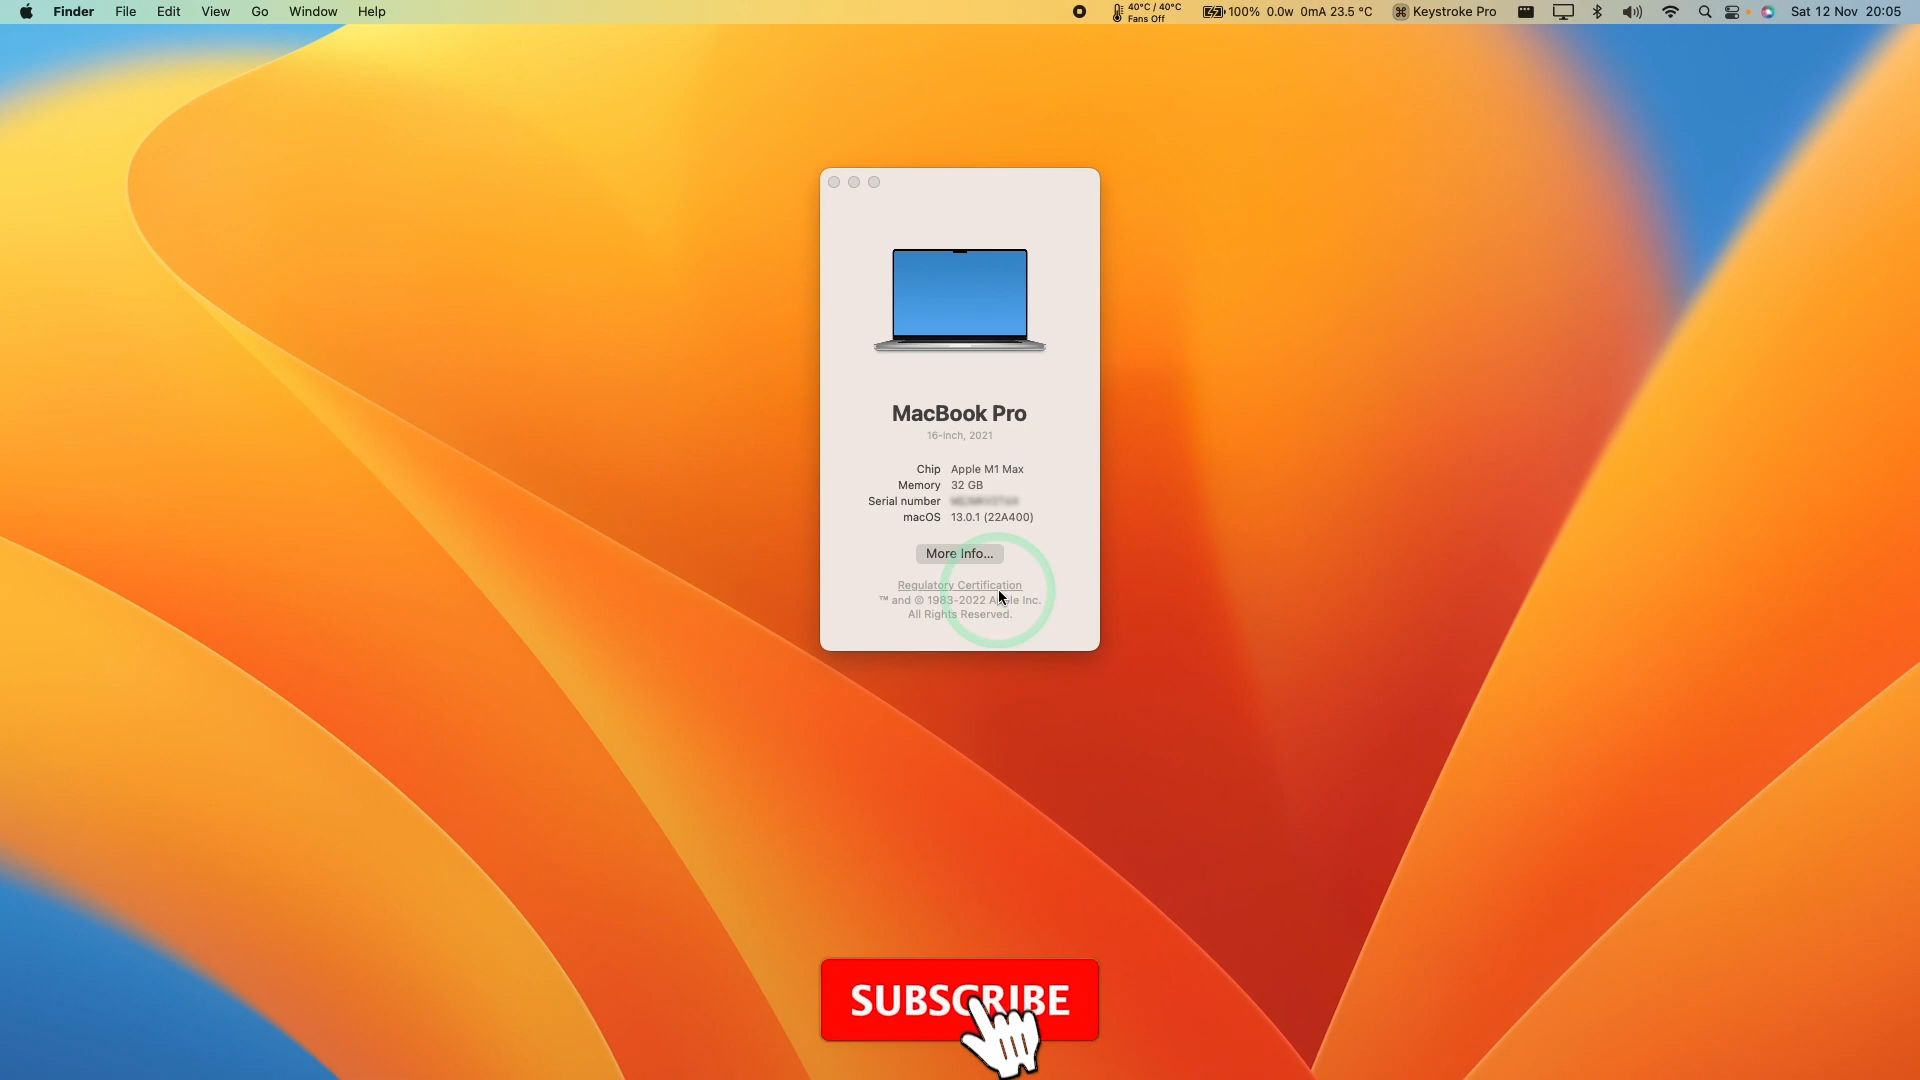 Finder File Edit View Go Window Help 40°C / 40°C 100% 0.0w 0mA 23.5 °C Keystroke Pro Sat 12 Nov 20:05
Fans Off
MacBook Pro
16-inch, 2021
Chip Apple M1 Max
Memory 32 GB
Serial number
macOS 13.0.1 (22A400)
More Info...
Regulatory Certification
™ and © 1983-2022 Apple Inc.
All Rights Reserved.
SUBSCRIBE